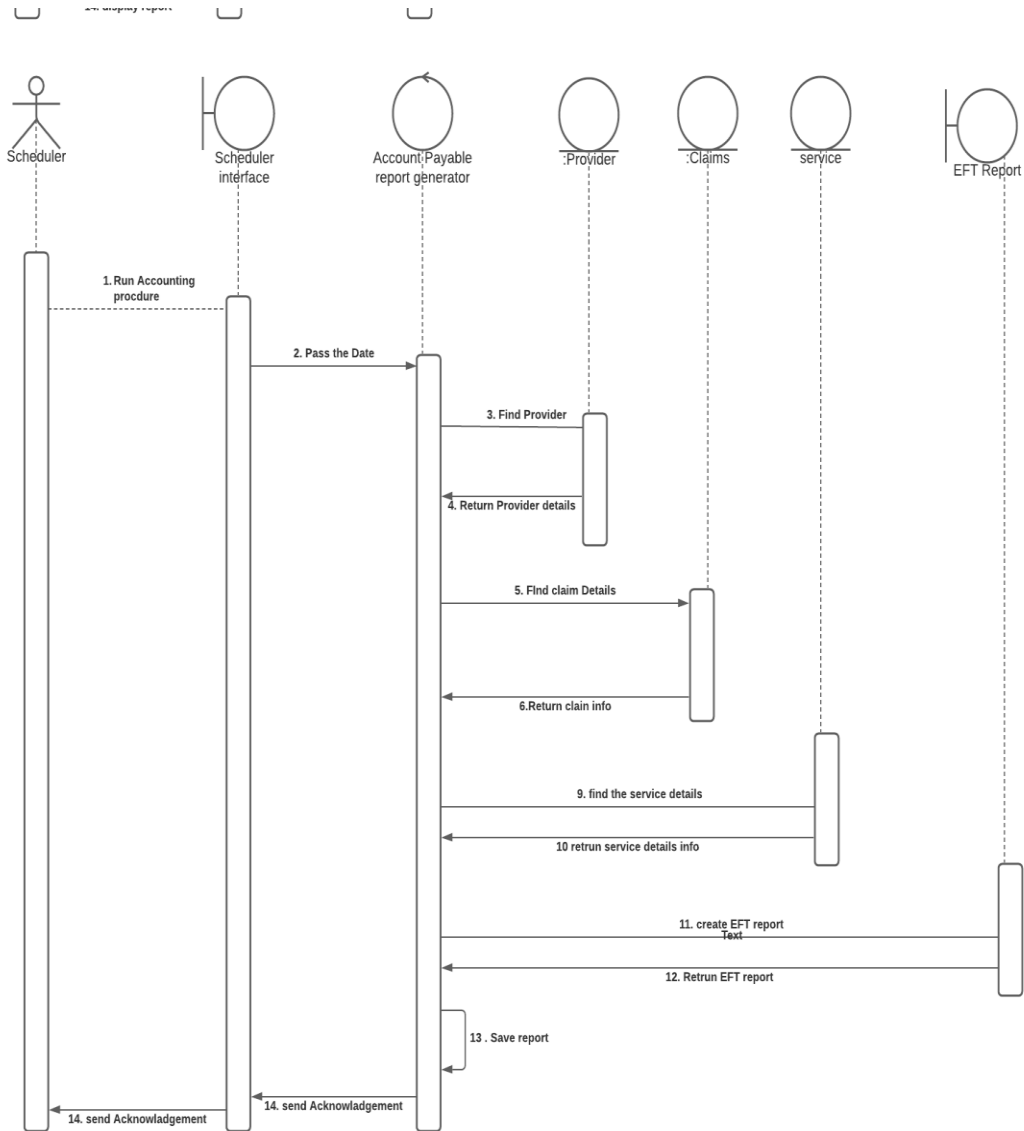 14. display report
Scheduler
Scheduler
interface
Account Payable
report generator
:Provider
:Claims
service
EFT Report
1. Run Accounting
procdure
2. Pass the Date
3. Find Provider
4. Return Provider details
5. FInd claim Details
6.Return clain info
9. find the service details
10 retrun service details info
11. create EFT report
Text
12. Retrun EFT report
13 . Save report
14. send Acknowladgement
14. send Acknowladgement